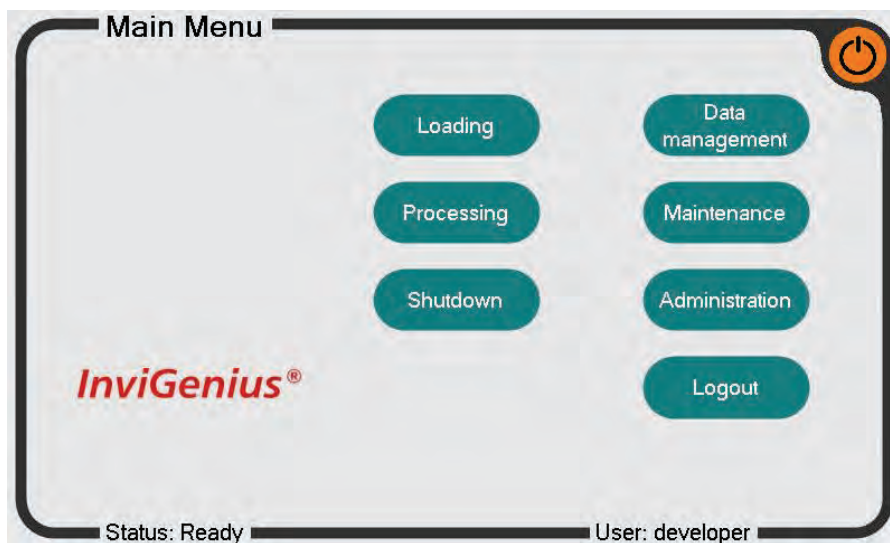 Main Menu
Loading
Data
management
Processing
Maintenance
Shutdown
Administration
InviGenius®
Logout
Status: Ready
User: developer